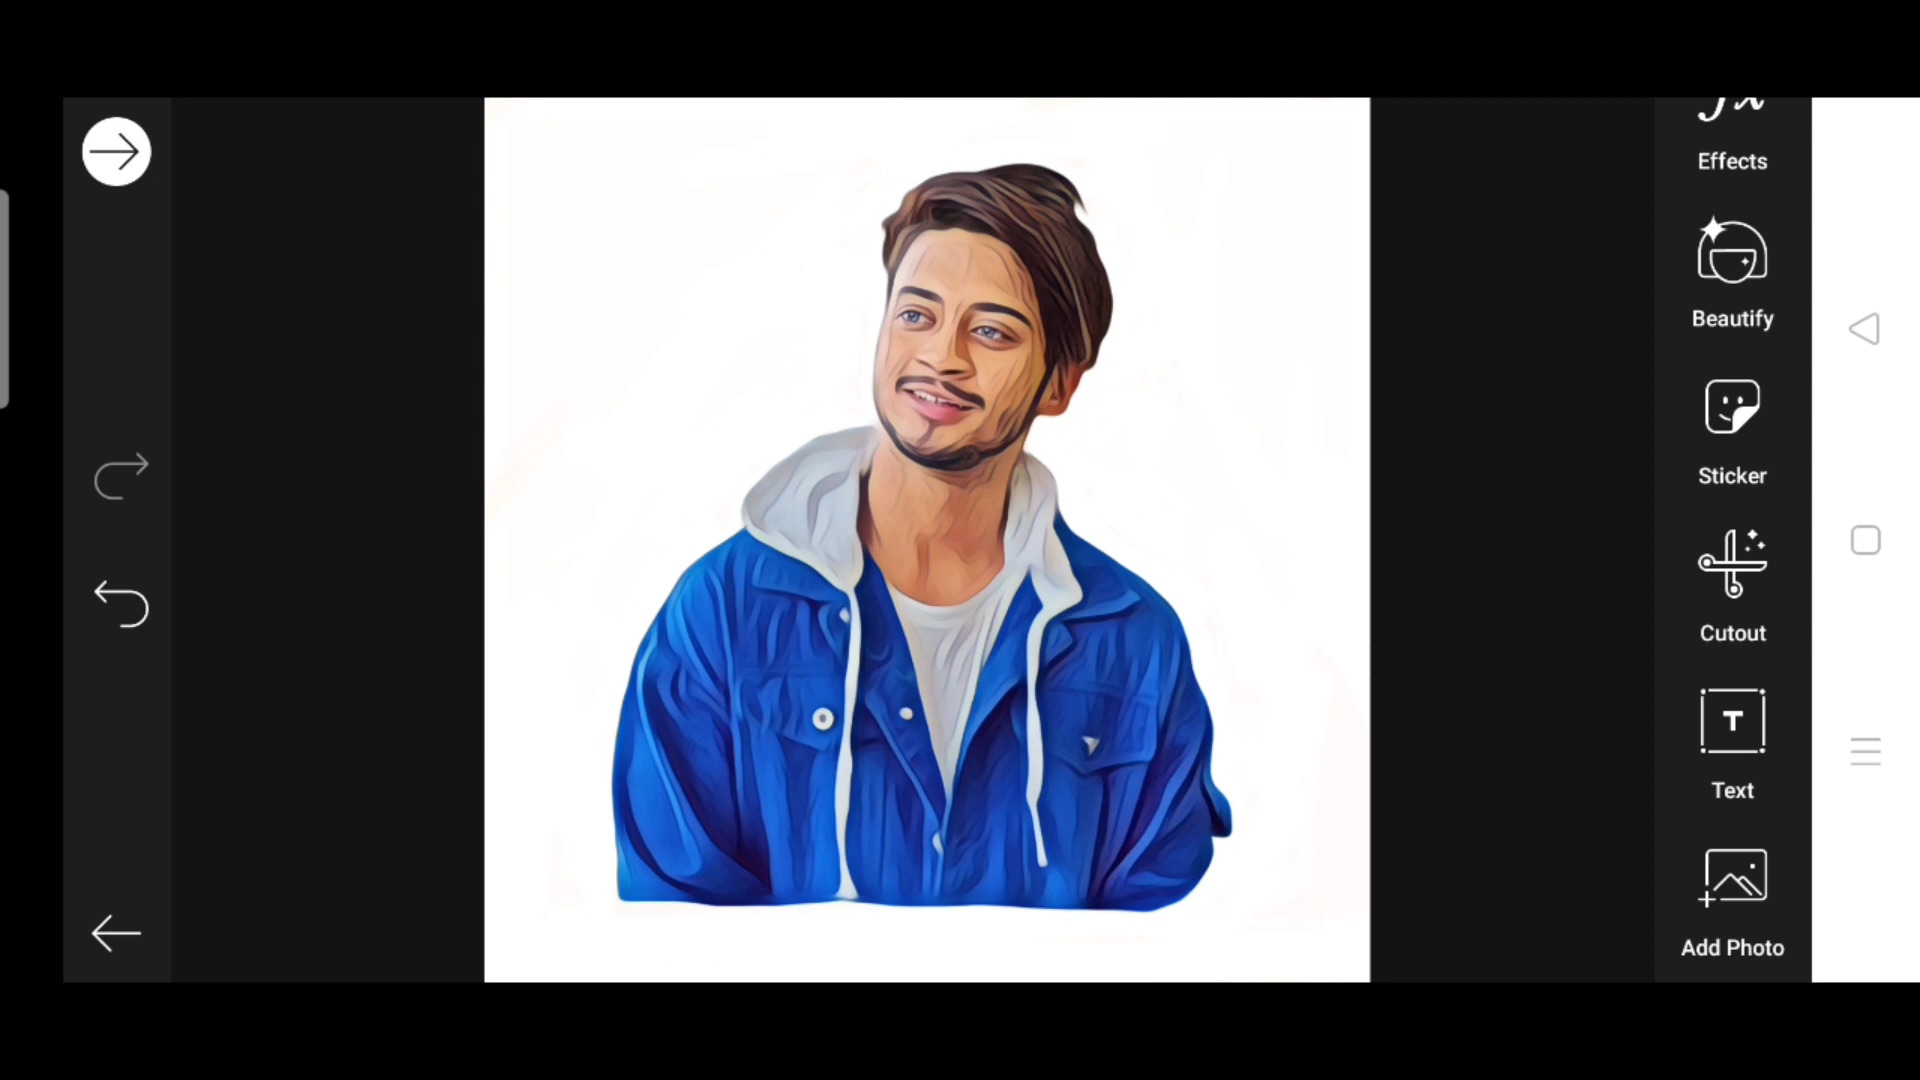 Effects
Beautify
Sticker
Cutout
T
Text
Add Photo